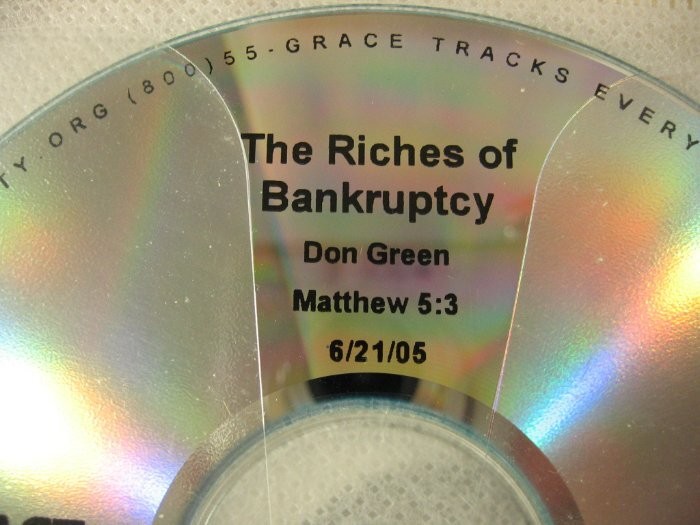 TY.ORG (800)55-GRACE TRACKS EVERY
The Riches of
Bankruptcy
Don Green
Matthew 5:3
6/21/05